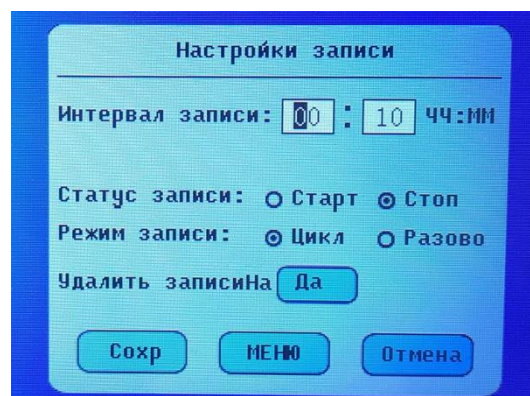 Настройки записи
Интервал записи: 00 : 10 ЧЧ:ММ
Статус записи: Старт Стоп
Режим записи: Цикл Разово
Удалить записиНа Да
Сохр МЕНЮ Отмена